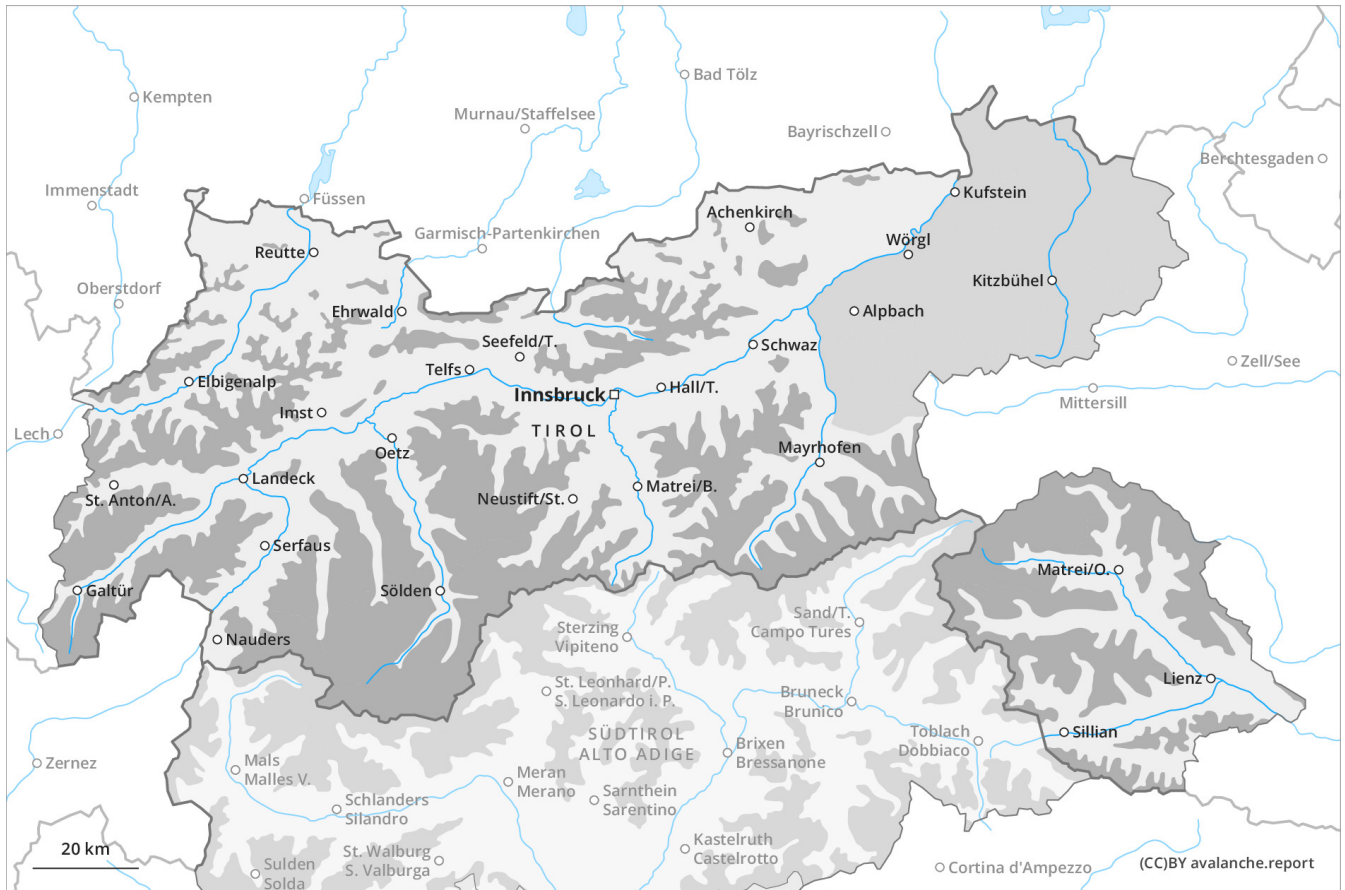 Bad Tölz
Kempten
Murnau/Staffelsee
Bayrischzell
Berchtesgaden
Immenstadt
Füssen
Kufstein
Achenkirch
Garmisch-Partenkirchen
Wörgl
Reutte
Kitzbühel
Oberstdorf
Ehrwald
Alpbach
Seefeld/T.
Schwaz
Zell/See
Telfs
Elbigenalp
Hall/T.
Innsbruck
Mittersill
Imst
TIROL
Lech
Oetz
Mayrhofen
Landeck
St. Anton/A.
Neustift/St.
Matrei/B.
Serfaus
Matrei/O.
Galtür
Sölden
Sand/T.
Campo Tures
Sterzing
Vipiteno
Nauders
Lienz
St. Leonhard/P.
S. Leonardo i. P.
Bruneck
Brunico
SÜDTIROL
ALTO ADIGE
Toblach
Dobbiaco
Sillian
Brixen
Bressanone
Zernez
Mals
Malles V.
Meran
Merano
Sarnthein
Sarentino
Schlanders
Silandro
Kastelruth
Castelrotto
20 km
St. Walburg
S. Valburga
Sulden
Solda
Cortina d'Ampezzo
(CC)BY avalanche.report